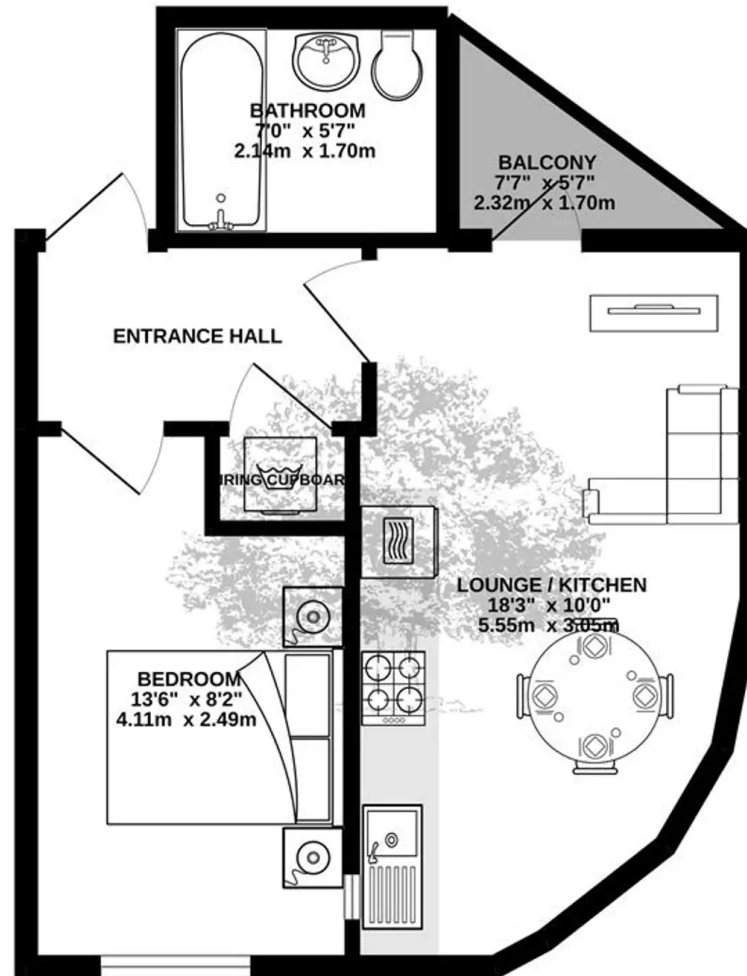 BATHROOM
7'0" x 5'7"
2.14m x 1.70m
BALCONY
7'7" x 5'7"
2.32m x 1.70m
ENTRANCE HALL
IRING CUPBOAR
LOUNGE / KITCHEN
18'3" x 10'0"
5.55m x 3.05m
BEDROOM
13'6" x 8'2"
4.11m x 2.49m